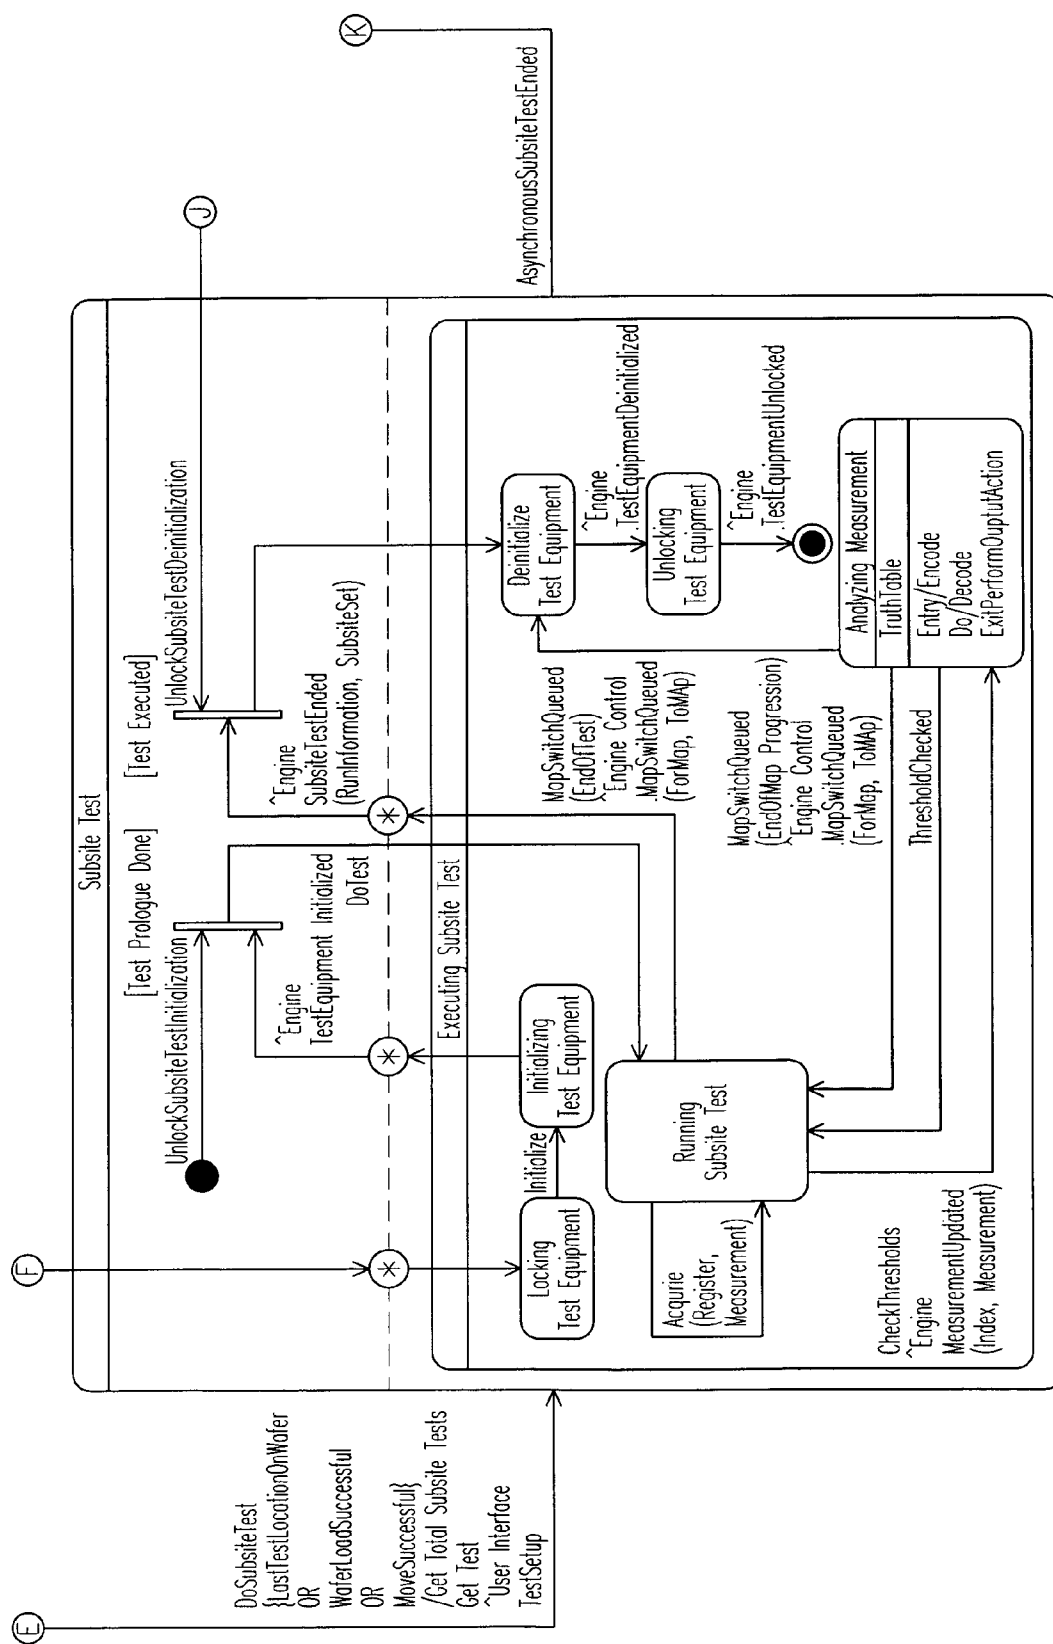 E
DoSubsiteTest
{LastTestLocationOnWafer
OR
WaferLoadSuccessful
OR
MoveSuccessful}
/Get Total Subsite Tests
Get Test
^User Interface
TestSetup
F
Subsite Test
UnlockSubsiteTestInitialization
[Test Prologue Done]
^Engine
TestEquipment Initialized
DoTest
[Test Executed]
UnlockSubsiteTestDeinitialization
^Engine
SubsiteTestEnded
(RunInformation, SubsiteSet)
J
K
AsynchronousSubsiteTestEnded
*
*
*
Executing Subsite Test
Locking
Test Equipment
Initialize
Initializing
Test Equipment
Acqurie
(Register,
Measurement)
Running
Subsite Test
CheckThresholds
^Engine
MeasurementUpdated
(Index, Measurement)
MapSwitchQueued
(EndOfTest)
^Engine Control
.MapSwitchQueued
(ForMap, ToMAp)
MapSwitchQueued
(EndOfMap Progression)
^Engine Control
.MapSwitchQueued
(ForMap, ToMAp)
ThresholdChecked
Deinitialize
Test Equipment
^Engine
.TestEquipmentDeinitialized
Unlocking
Test Equipment
^Engine
.TestEquipmentUnlocked
Analyzing Measurement
TruthTable
Entry/Encode
Do/Decode
ExitPerformOuptutAction